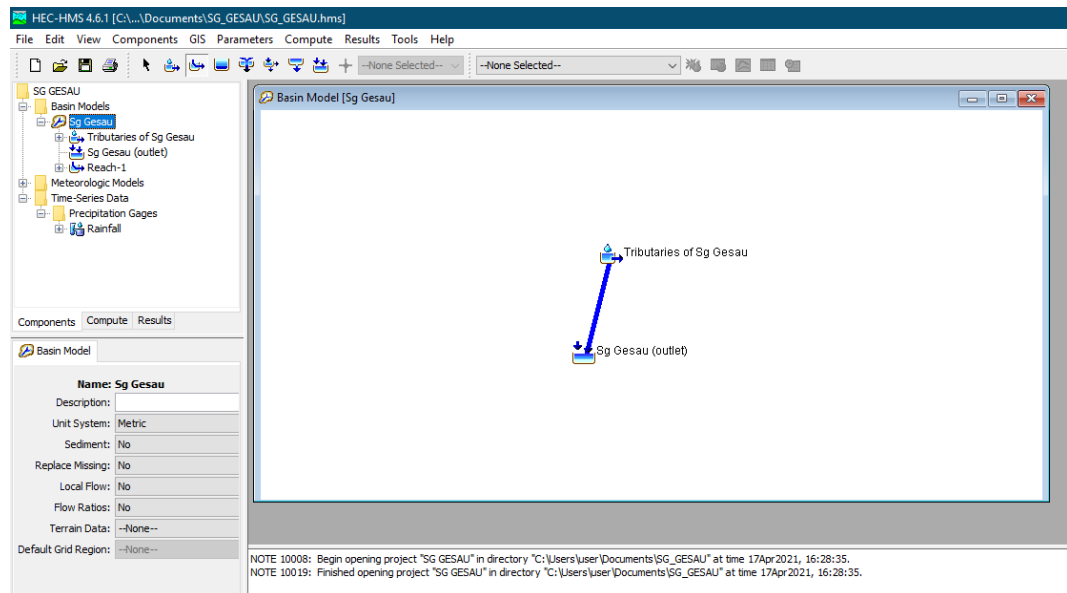 HEC-HMS 4.6.1 [C:\...\Documents\SG_GESAU\SG_GESAU.hms]
File Edit View Components GIS Parameters Compute Results Tools Help
--None Selected-- --None Selected--
SG GESAU
Basin Models
Sg Gesau
Tributaries of Sg Gesau
Sg Gesau (outlet)
Reach-1
Meteorologic Models
Time-Series Data
Precipitation Gages
Rainfall
Components Compute Results
Basin Model
Name: Sg Gesau
Description:
Unit System: Metric
Sediment: No
Replace Missing: No
Local Flow: No
Flow Ratios: No
Terrain Data: --None--
Default Grid Region: --None--
Basin Model [Sg Gesau]
Tributaries of Sg Gesau
Sg Gesau (outlet)
NOTE 10008: Begin opening project "SG GESAU" in directory "C:\Users\user\Documents\SG_GESAU" at time 17Apr2021, 16:28:35.
NOTE 10019: Finished opening project "SG GESAU" in directory "C:\Users\user\Documents\SG_GESAU" at time 17Apr2021, 16:28:35.